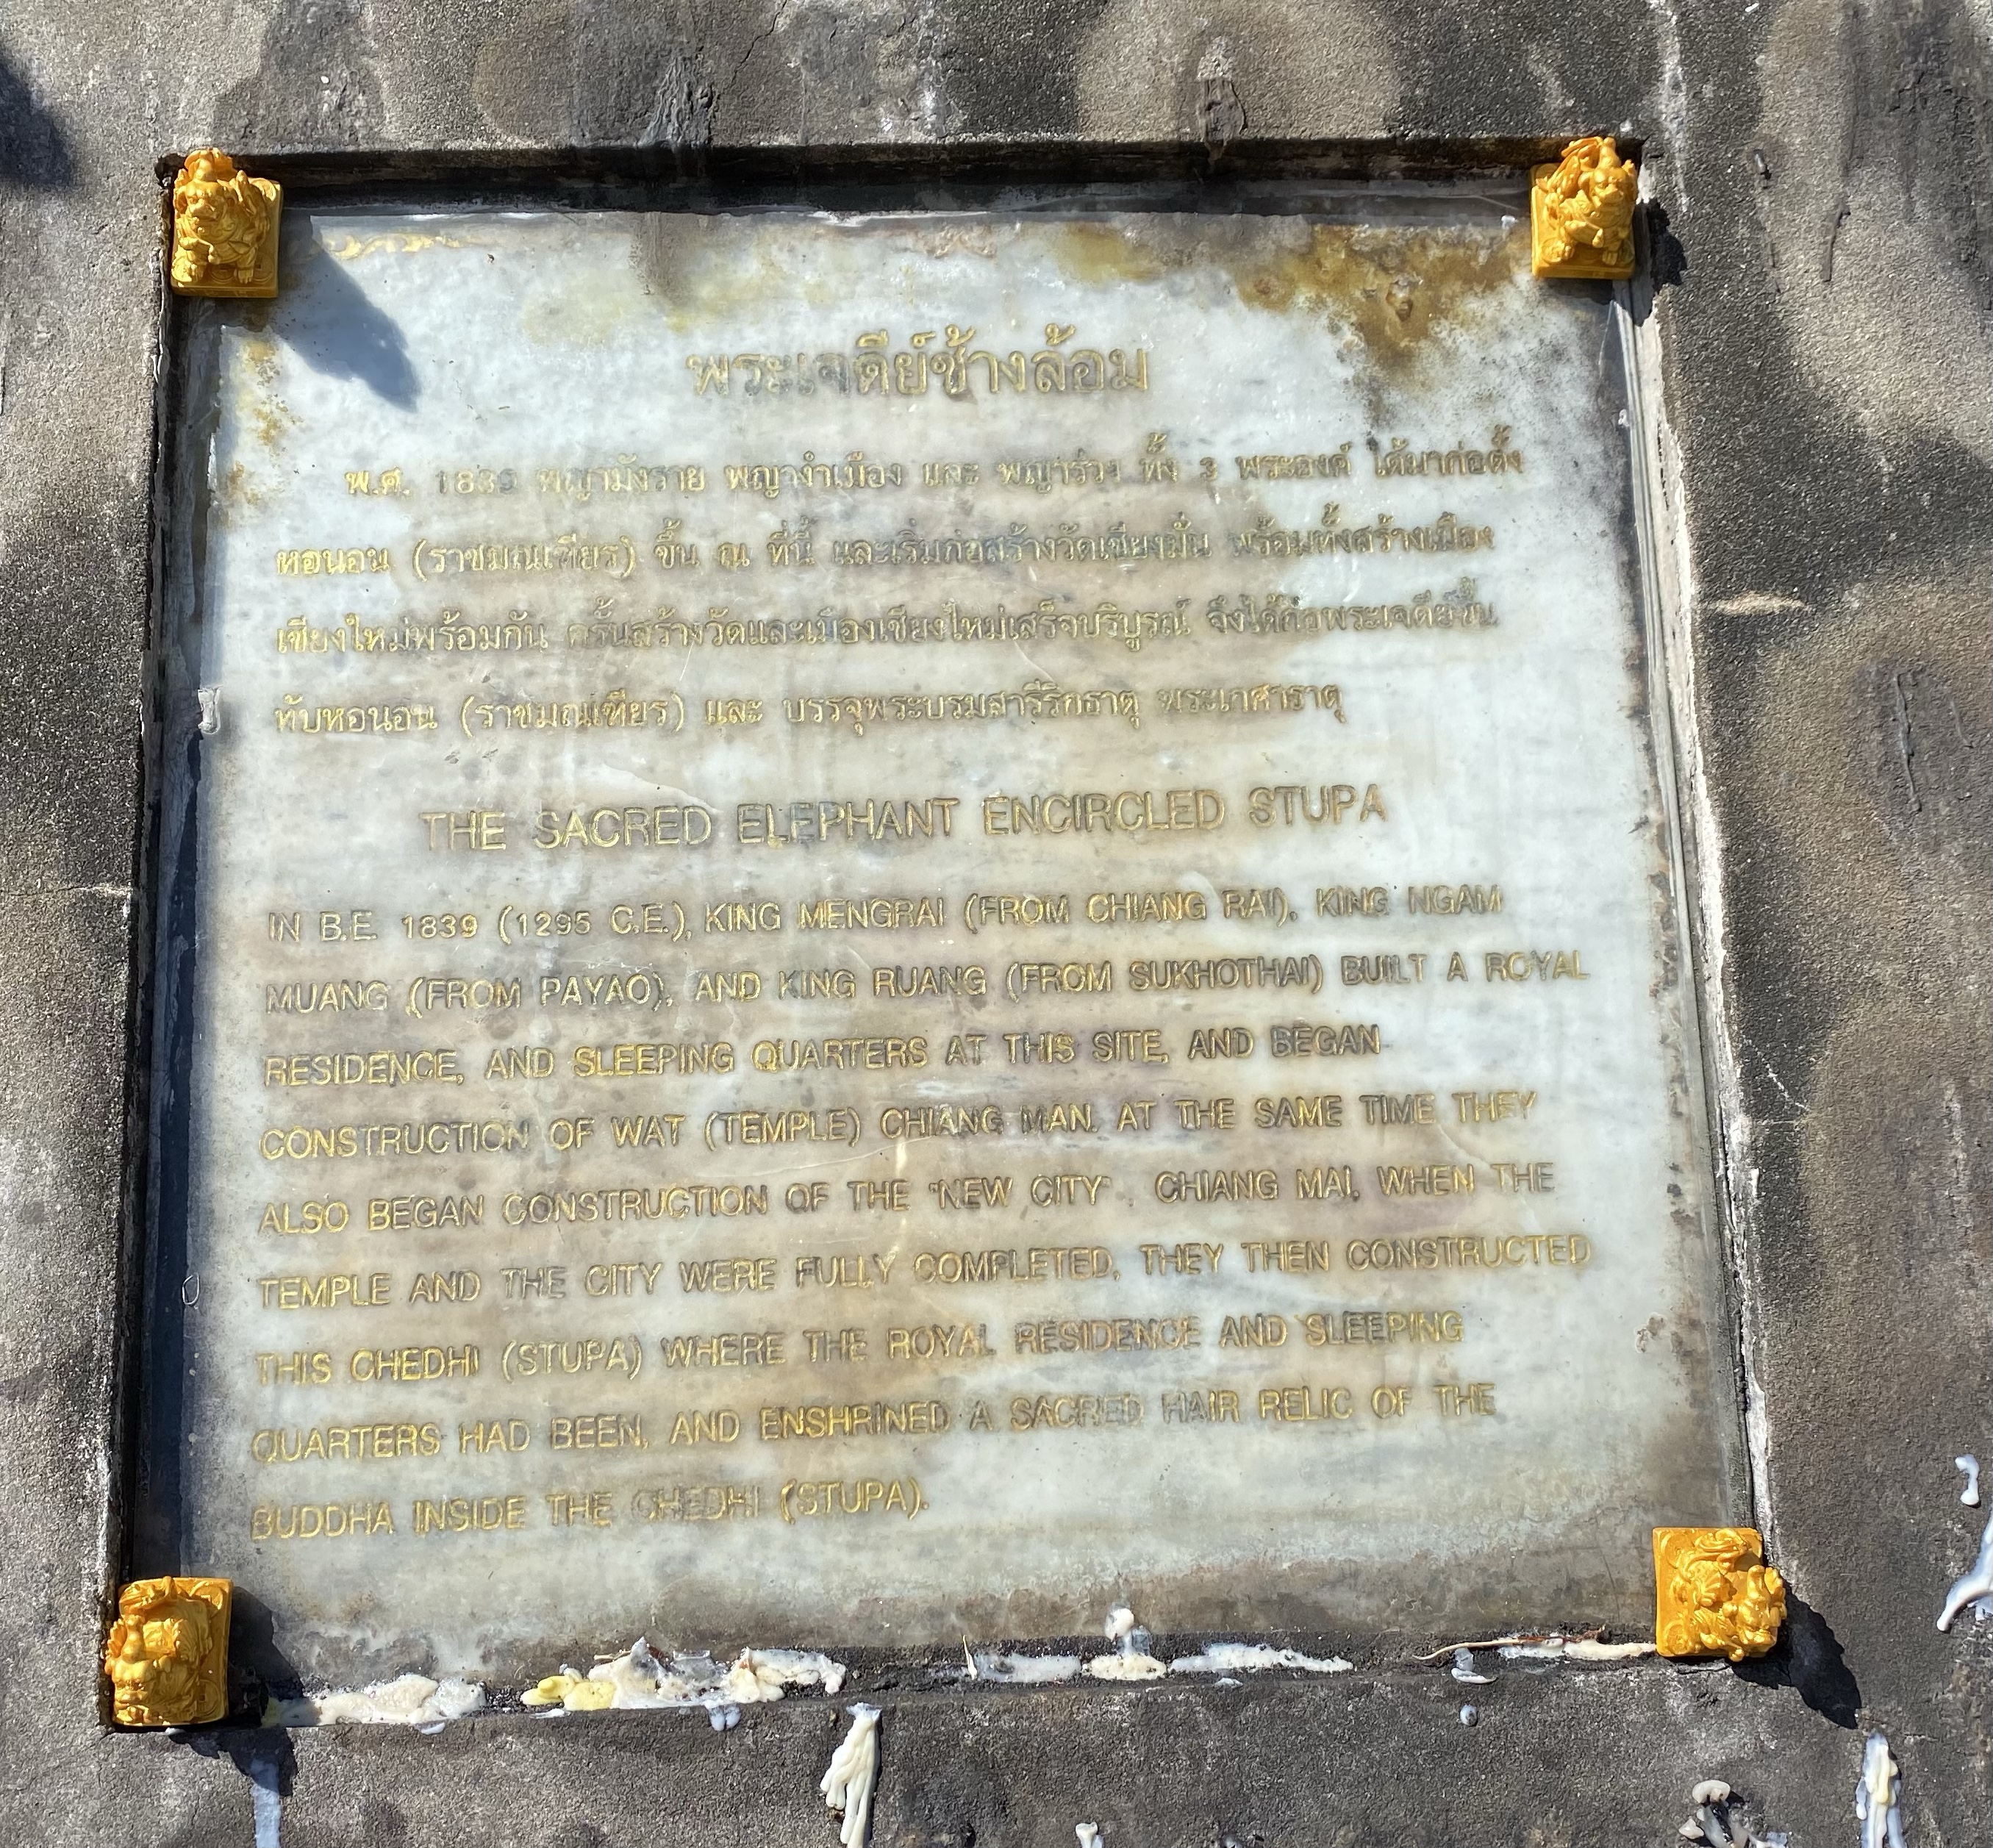 พระเจดีย์ช้างล้อม
พ.ศ. 1839 พญามังราย พญางำเมือง และ พญาร่วง ทั้ง 3 พระองค์ ได้มาก่อตั้ง
หอนอน (ราชมณเฑียร) ขึ้น ณ ที่นี้ และเริ่มก่อสร้างวัดเชียงมั่น พร้อมทั้งสร้างเมือง
เชียงใหม่พร้อมกัน ครั้นสร้างวัดและเมืองเชียงใหม่เสร็จบริบูรณ์ จึงได้ก่อพระเจดีย์ขึ้น
ทับหอนอน (ราชมณเฑียร) และ บรรจุพระบรมสารีริกธาตุ พระเกศาธาตุ
THE SACRED ELEPHANT ENCIRCLED STUPA
IN B.E. 1839 (1295 C.E.), KING MENGRAI (FROM CHIANG RAI), KING NGAM
MUANG (FROM PAYAO), AND KING RUANG (FROM SUKHOTHAI) BUILT A ROYAL
RESIDENCE, AND SLEEPING QUARTERS AT THIS SITE, AND BEGAN
CONSTRUCTION OF WAT (TEMPLE) CHIANG MAN. AT THE SAME TIME THEY
ALSO BEGAN CONSTRUCTION OF THE "NEW CITY" , CHIANG MAI, WHEN THE
TEMPLE AND THE CITY WERE FULLY COMPLETED, THEY THEN CONSTRUCTED
THIS CHEDHI (STUPA) WHERE THE ROYAL RESIDENCE AND SLEEPING
QUARTERS HAD BEEN, AND ENSHRINED A SACRED HAIR RELIC OF THE
BUDDHA INSIDE THE CHEDHI (STUPA).